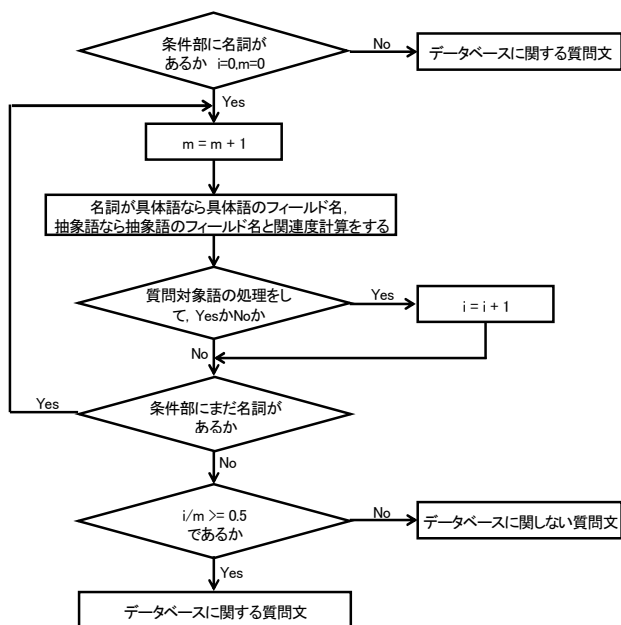 条件部に名詞が
あるか i=0,m=0
No
データベースに関する質問文
Yes
m = m + 1
名詞が具体語なら具体語のフィールド名,
抽象語なら抽象語のフィールド名と関連度計算をする
質問対象語の処理をし
て, YesかNoか
Yes
i = i + 1
No
Yes
条件部にまだ名詞が
あるか
No
i/m >= 0.5
であるか
No
データベースに関しない質問文
Yes
データベースに関する質問文